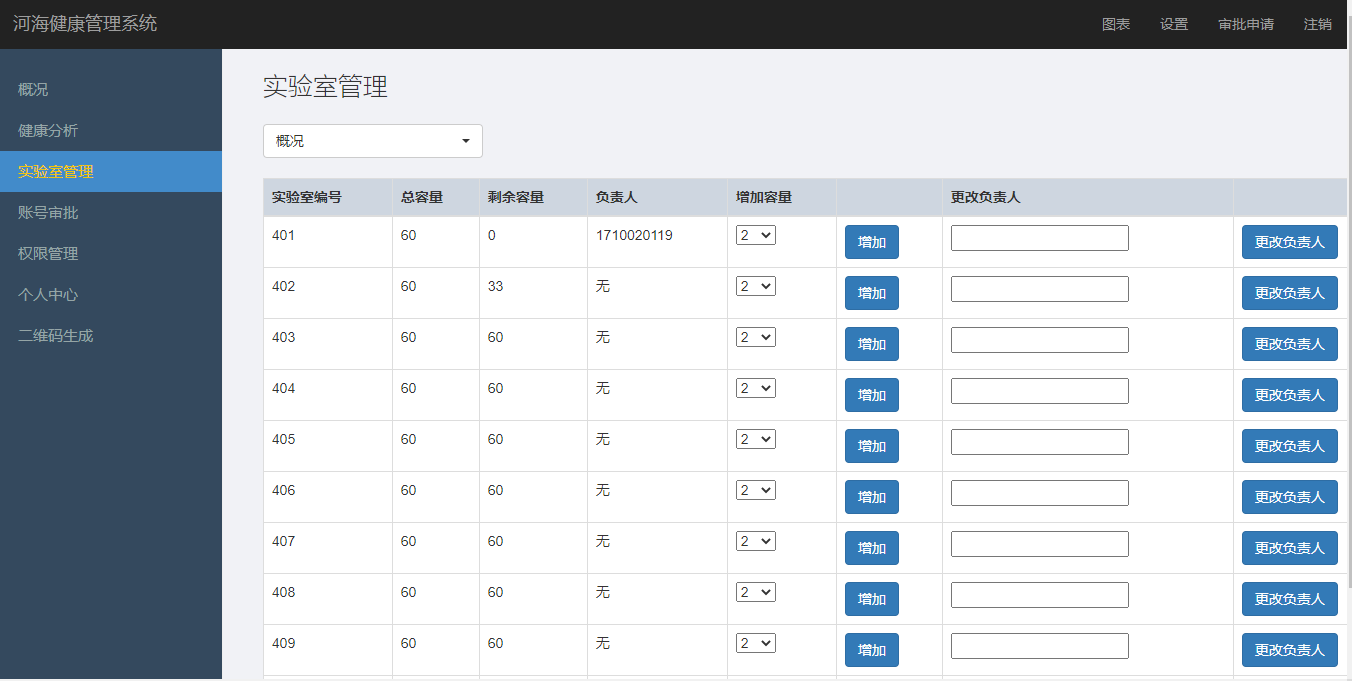 河海健康管理系统 图表 设置 审批申请 注销
概况
健康分析
实验室管理
账号审批
权限管理
个人中心
二维码生成
实验室管理
概况
实验室编号 总容量 剩余容量 负责人 增加容量 更改负责人
401 60 0 1710020119 2 增加 更改负责人
402 60 33 无 2 增加 更改负责人
403 60 60 无 2 增加 更改负责人
404 60 60 无 2 增加 更改负责人
405 60 60 无 2 增加 更改负责人
406 60 60 无 2 增加 更改负责人
407 60 60 无 2 增加 更改负责人
408 60 60 无 2 增加 更改负责人
409 60 60 无 2 增加 更改负责人